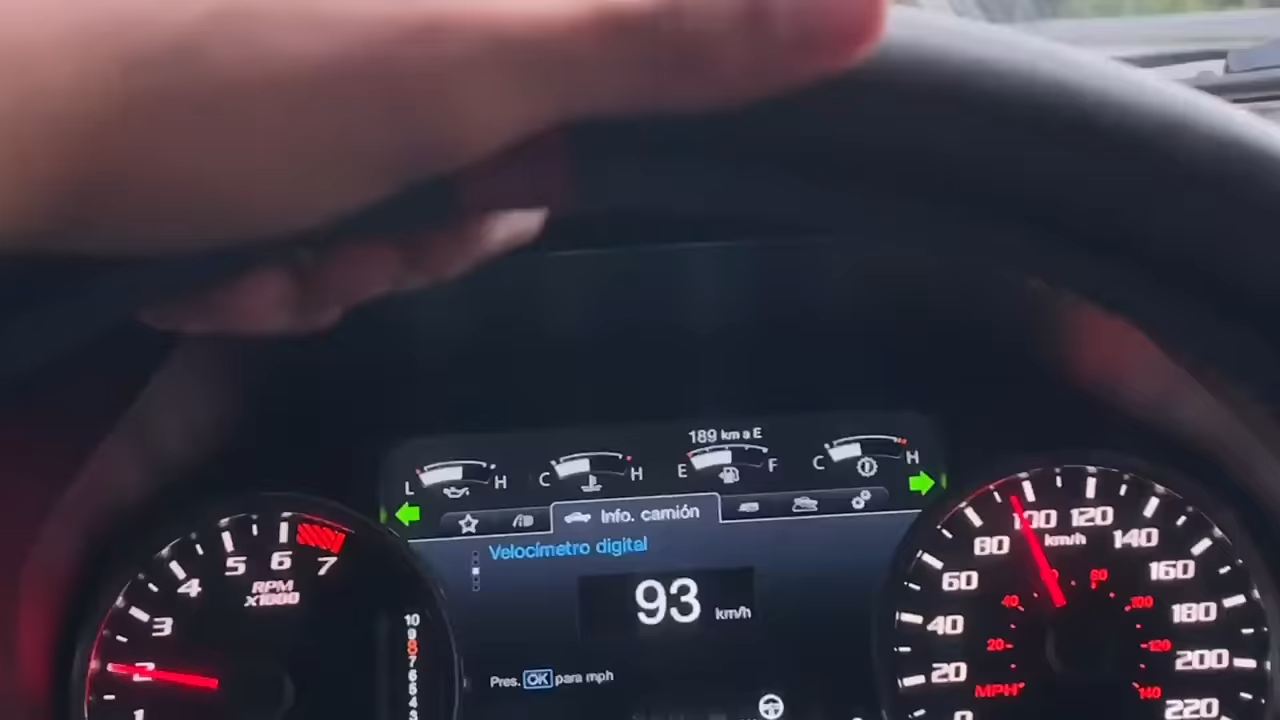 189 km a E
L H
C H
E F
C H
Info. camión
Velocímetro digital
93 km/h
Pres. OK para mph
1 2 3 4 5 6 7
RPM
x1000
10
9
8
7
6
5
4
3
0 20 40 60 80 100 120 140 160 180 200 220
km/h
20 40 80 100 120 140
MPH